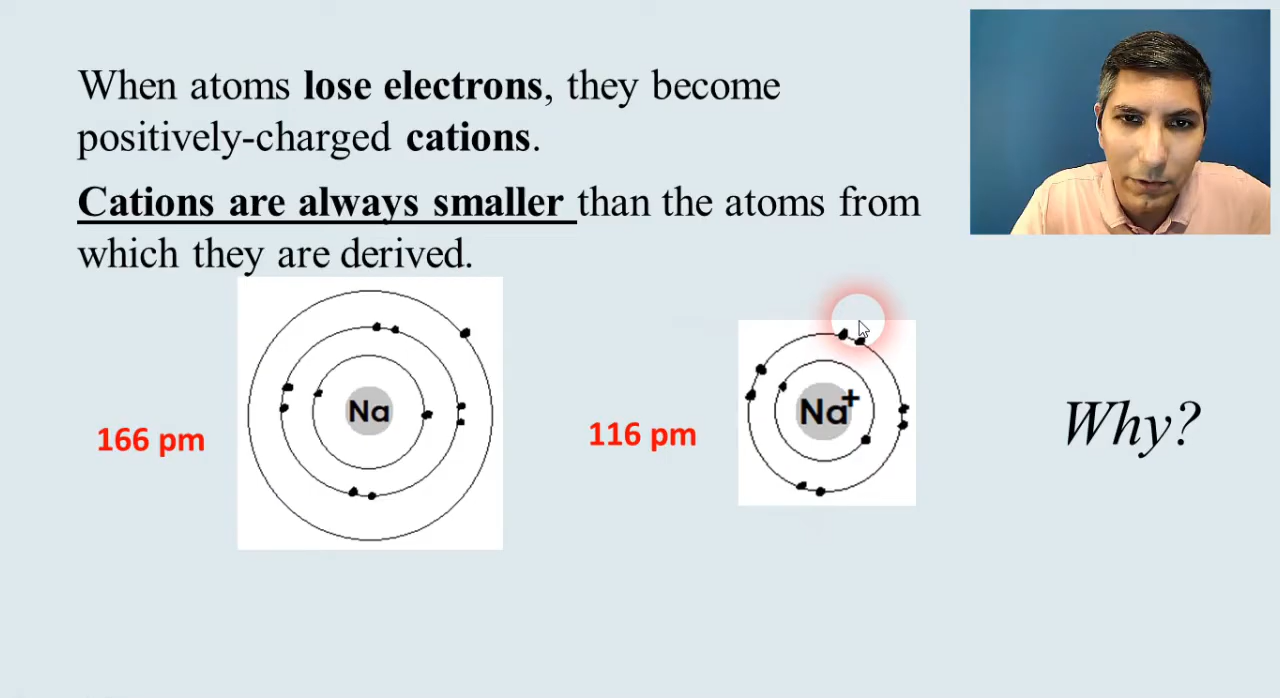 When atoms lose electrons, they become
positively-charged cations.
Cations are always smaller than the atoms from
which they are derived.
166 pm
Na
116 pm
Na+
Why?